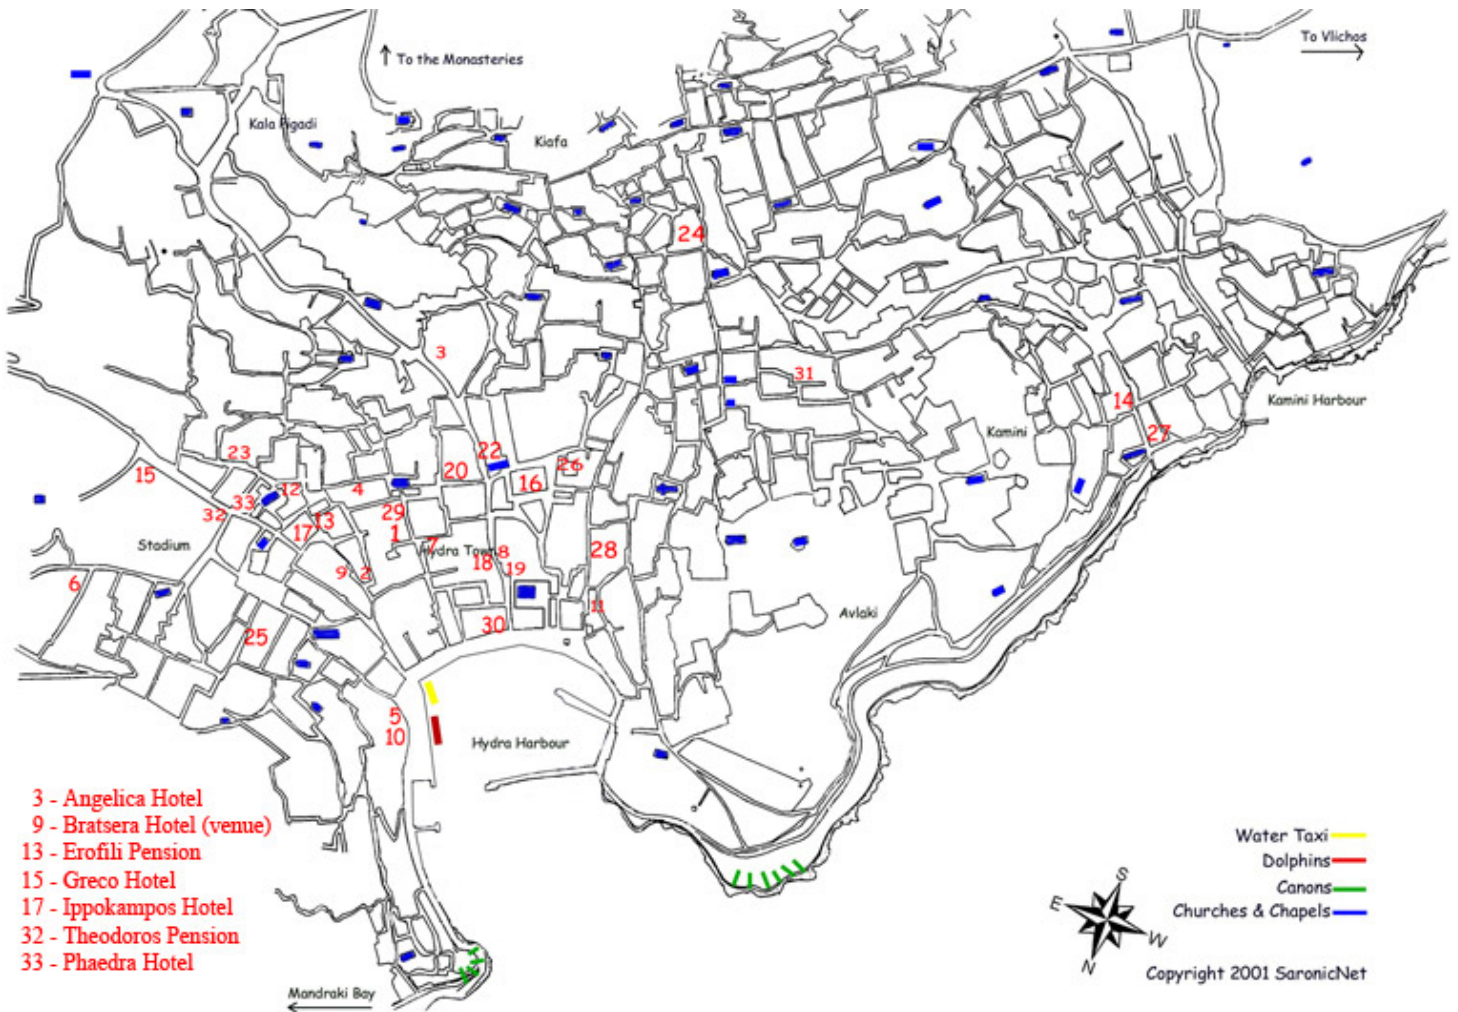 To Vlichos
To the Monasteries
Kala Pigadi
Kiafa
24
3
31
14
Kamini Harbour
27
Kamini
23
22
20
26
15
16
12
4
33
32
29
13
17
1
Stadium
7
Hydra Town
8
28
18
19
9
2
6
11
Avlaki
30
25
5
10
Hydra Harbour
3 - Angelica Hotel
9 - Bratsera Hotel (venue)
13 - Erofili Pension
15 - Greco Hotel
17 - Ippokampos Hotel
32 - Theodoros Pension
33 - Phaedra Hotel
Water Taxi
Dolphins
Canons
Churches & Chapels
S
E
W
N
Copyright 2001 SaronicNet
Mandraki Bay